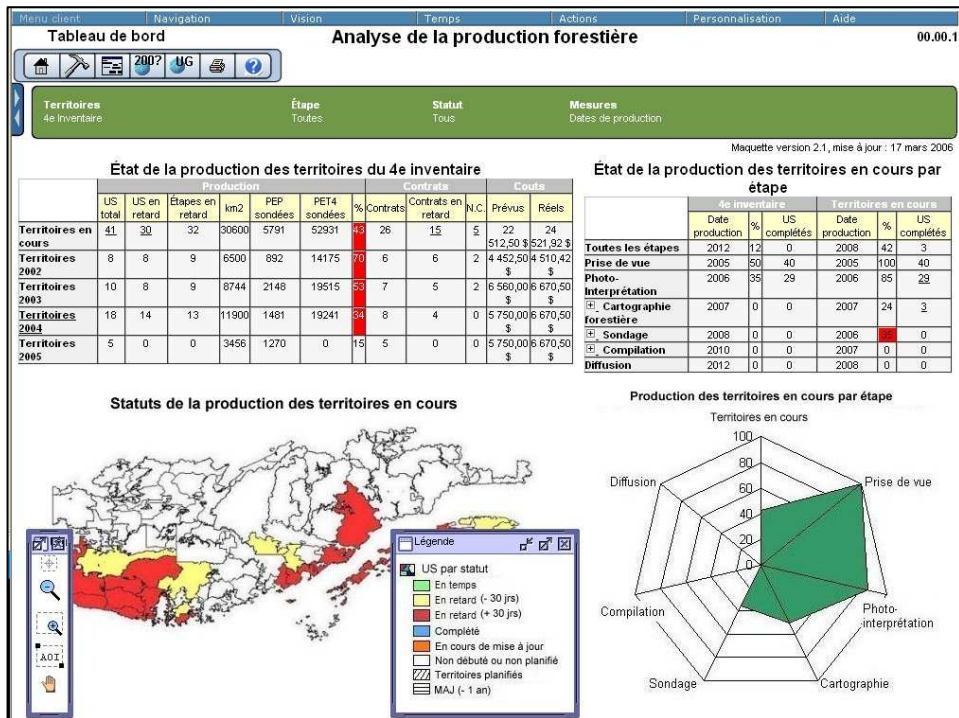 Menu client Navigation Vision Temps Actions Personnalisation Aide
Tableau de bord Analyse de la production forestière 00.00.1
200? UG
Territoires Étape Statut Mesures
4e Inventaire Toutes Tous Dates de production
Maquette version 2.1, mise à jour : 17 mars 2006
État de la production des territoires du 4e inventaire
Production Contrats Couts
US total US en retard Étapes en retard km2 PEP sondées PET4 sondées % Contrats Contrats en retard N.C. Prévus Réels
Territoires en cours 41 30 32 30600 5791 52931 43 26 15 5 22 512,50 $ 24 521,92 $
Territoires 2002 8 8 9 6500 892 14175 70 6 6 2 4 452,50 $ 4 510,42 $
Territoires 2003 10 8 9 8744 2148 19515 53 7 5 2 6 560,00 $ 6 670,50 $
Territoires 2004 18 14 13 11900 1481 19241 34 8 4 0 5 750,00 $ 6 670,50 $
Territoires 2005 5 0 0 3456 1270 0 15 5 0 0 5 750,00 $ 6 670,50 $
État de la production des territoires en cours par étape
4e inventaire Territoires en cours
Date production % US complétés Date production % US complétés
Toutes les étapes 2012 12 0 2008 42 3
Prise de vue 2005 50 40 2005 100 40
Photo-Interprétation 2006 35 29 2006 85 29
Cartographie forestière 2007 0 0 2007 24 3
Sondage 2008 0 0 2006 0
Compilation 2010 0 0 2007 0 0
Diffusion 2012 0 0 2008 0 0
Statuts de la production des territoires en cours
AOI
Légende
US par statut
En temps
En retard (- 30 jrs)
En retard (+ 30 jrs)
Complété
En cours de mise à jour
Non débuté ou non planifié
Territoires planifiés
MAJ (- 1 an)
Production des territoires en cours par étape
Territoires en cours
100
80
60
40
20
0
Prise de vue
Photo-interprétation
Cartographie
Sondage
Compilation
Diffusion